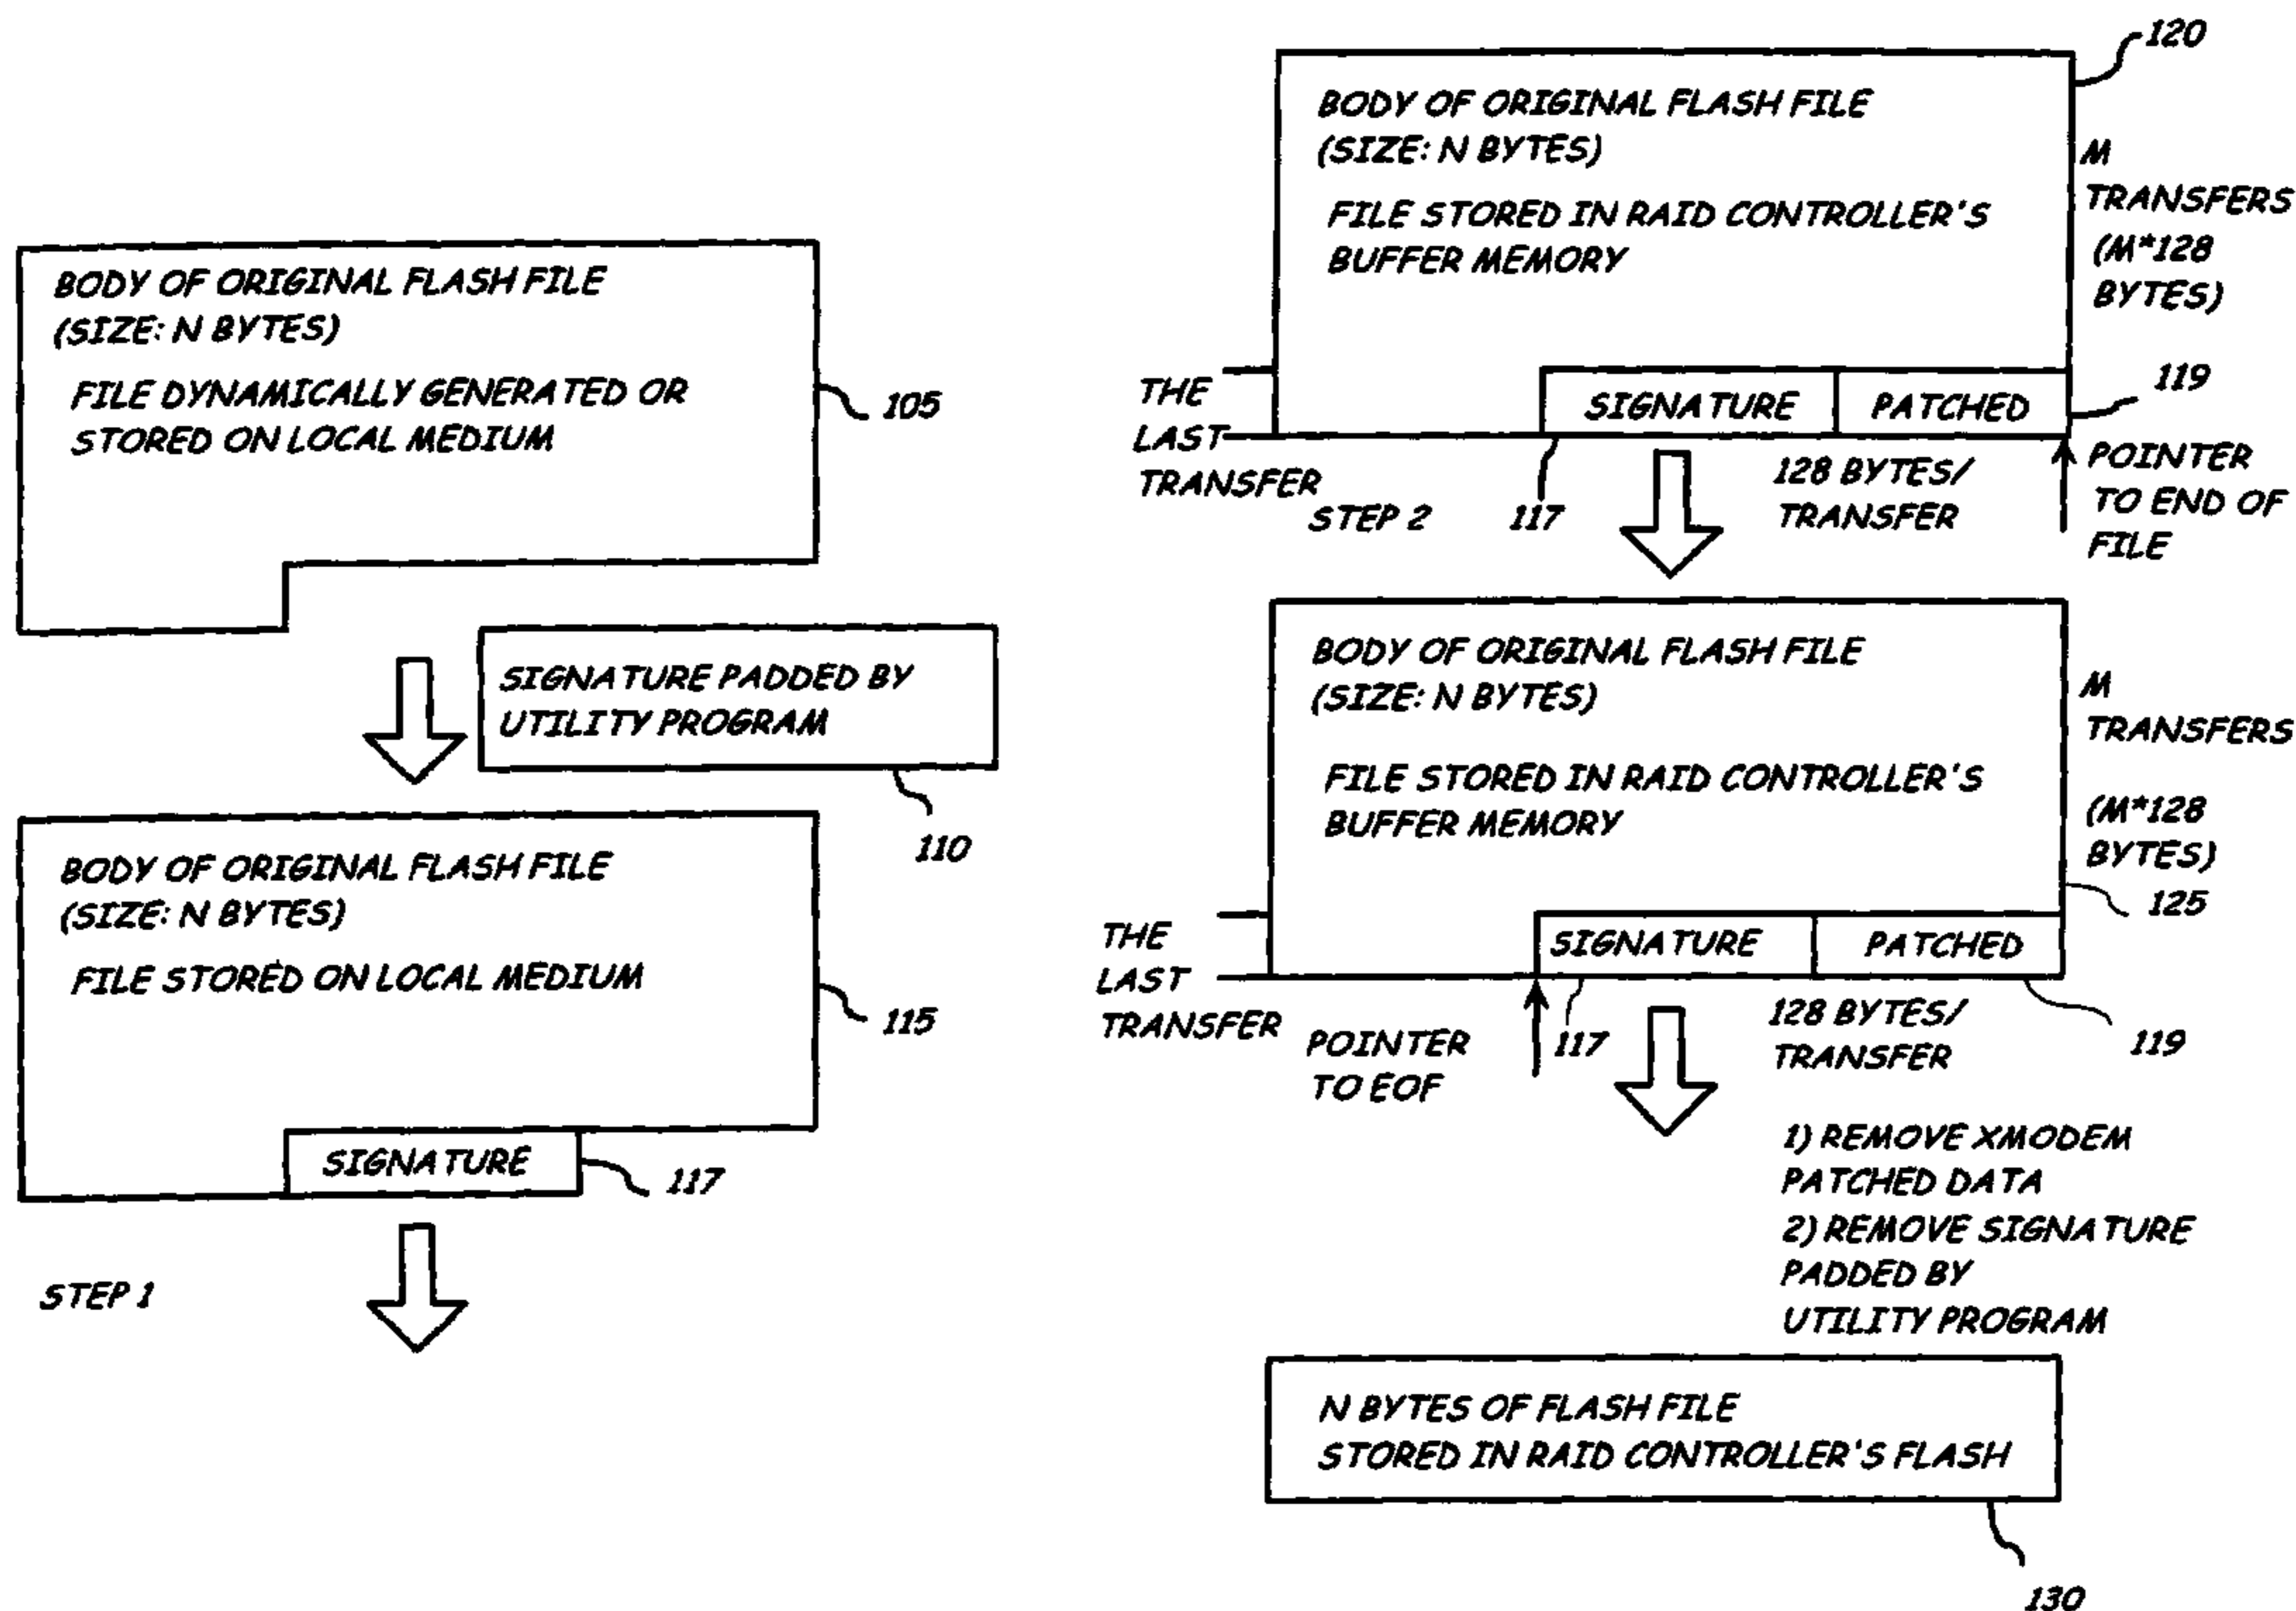 BODY OF ORIGINAL FLASH FILE
(SIZE: N BYTES)
FILE DYNAMICALLY GENERATED OR
STORED ON LOCAL MEDIUM
105
SIGNATURE PADDED BY
UTILITY PROGRAM
110
BODY OF ORIGINAL FLASH FILE
(SIZE: N BYTES)
FILE STORED ON LOCAL MEDIUM
115
SIGNATURE
117
STEP 1
120
BODY OF ORIGINAL FLASH FILE
(SIZE: N BYTES)
FILE STORED IN RAID CONTROLLER'S
BUFFER MEMORY
M
TRANSFERS
(M*128
BYTES)
THE
LAST
TRANSFER
SIGNATURE
PATCHED
119
STEP 2
117
128 BYTES/
TRANSFER
POINTER
TO END OF
FILE
BODY OF ORIGINAL FLASH FILE
(SIZE: N BYTES)
FILE STORED IN RAID CONTROLLER'S
BUFFER MEMORY
M
TRANSFERS
(M*128
BYTES)
125
THE
LAST
TRANSFER
SIGNATURE
PATCHED
POINTER
TO EOF
117
128 BYTES/
TRANSFER
119
1) REMOVE XMODEM
PATCHED DATA
2) REMOVE SIGNATURE
PADDED BY
UTILITY PROGRAM
N BYTES OF FLASH FILE
STORED IN RAID CONTROLLER'S FLASH
130